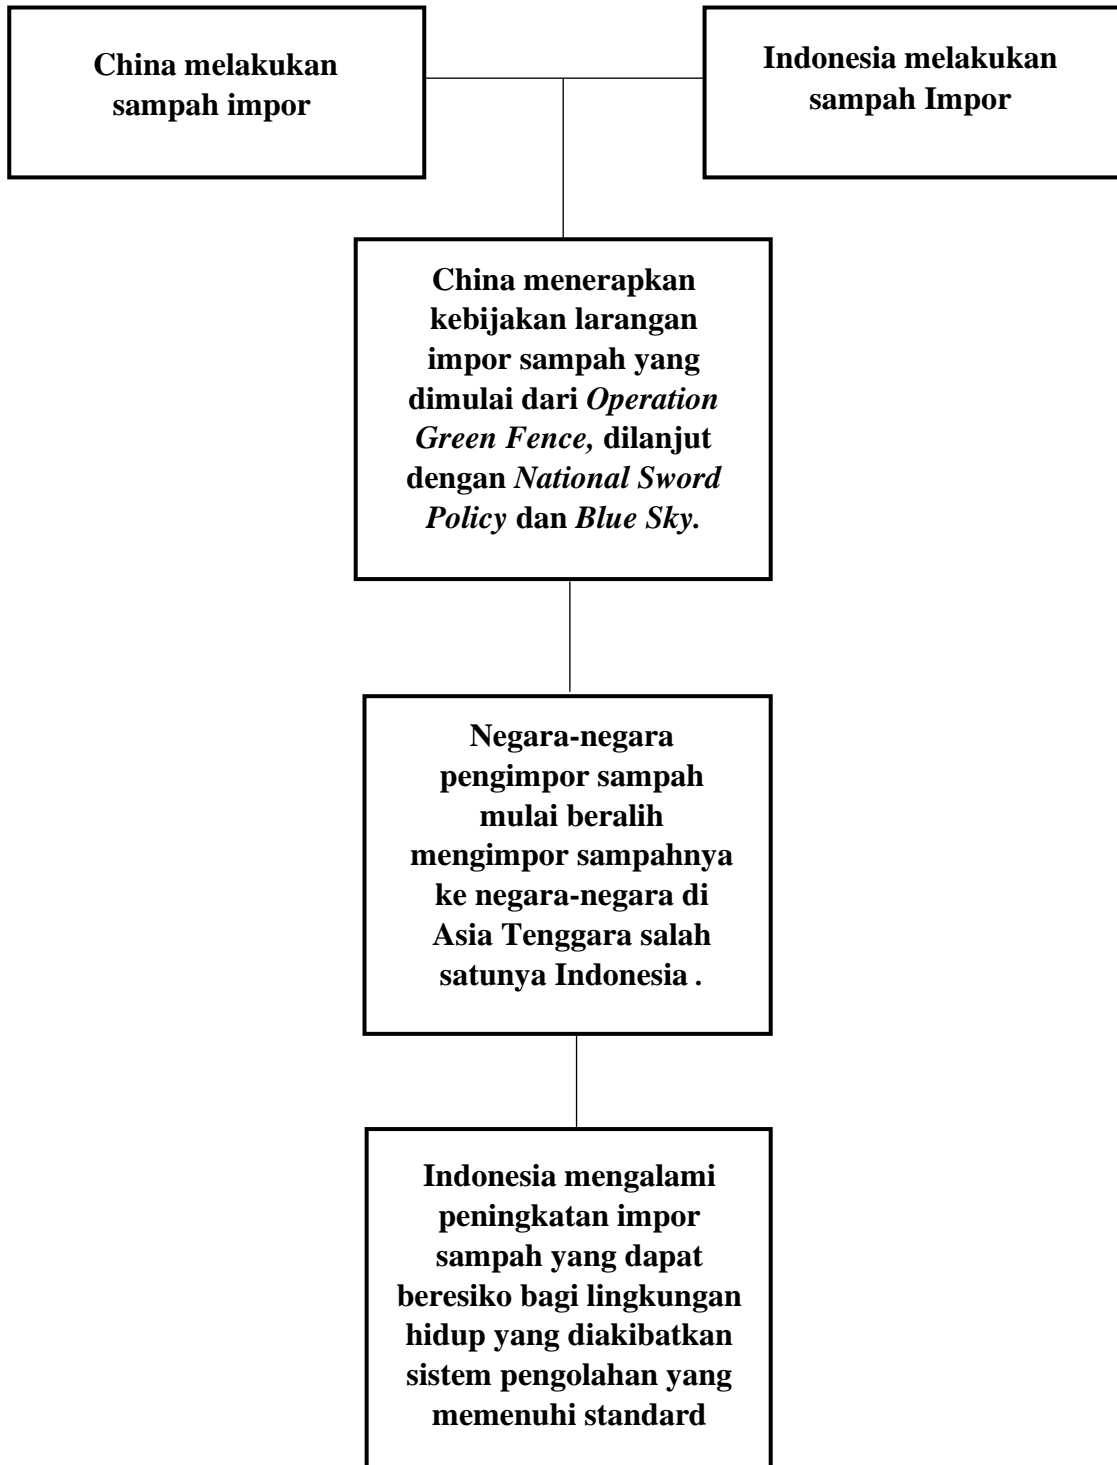 China melakukan
sampah impor
Indonesia melakukan
sampah Impor
China menerapkan
kebijakan larangan
impor sampah yang
dimulai dari Operation
Green Fence, dilanjut
dengan National Sword
Policy dan Blue Sky.
Negara-negara
pengimpor sampah
mulai beralih
mengimpor sampahnya
ke negara-negara di
Asia Tenggara salah
satunya Indonesia .
Indonesia mengalami
peningkatan impor
sampah yang dapat
beresiko bagi lingkungan
hidup yang diakibatkan
sistem pengolahan yang
memenuhi standard